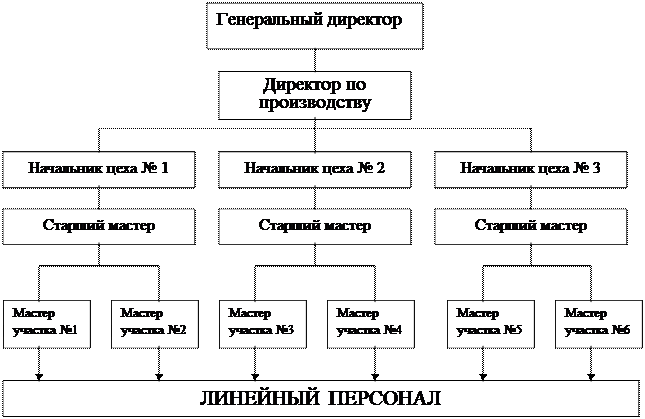 Генеральный директор
Директор по
производству
Начальник цеха № 1
Начальник цеха № 2
Начальник цеха № 3
Старший мастер
Старший мастер
Старший мастер
Мастер
участка №1
Мастер
участка №2
Мастер
участка №3
Мастер
участка №4
Мастер
участка №5
Мастер
участка №6
ЛИНЕЙНЫЙ ПЕРСОНАЛ